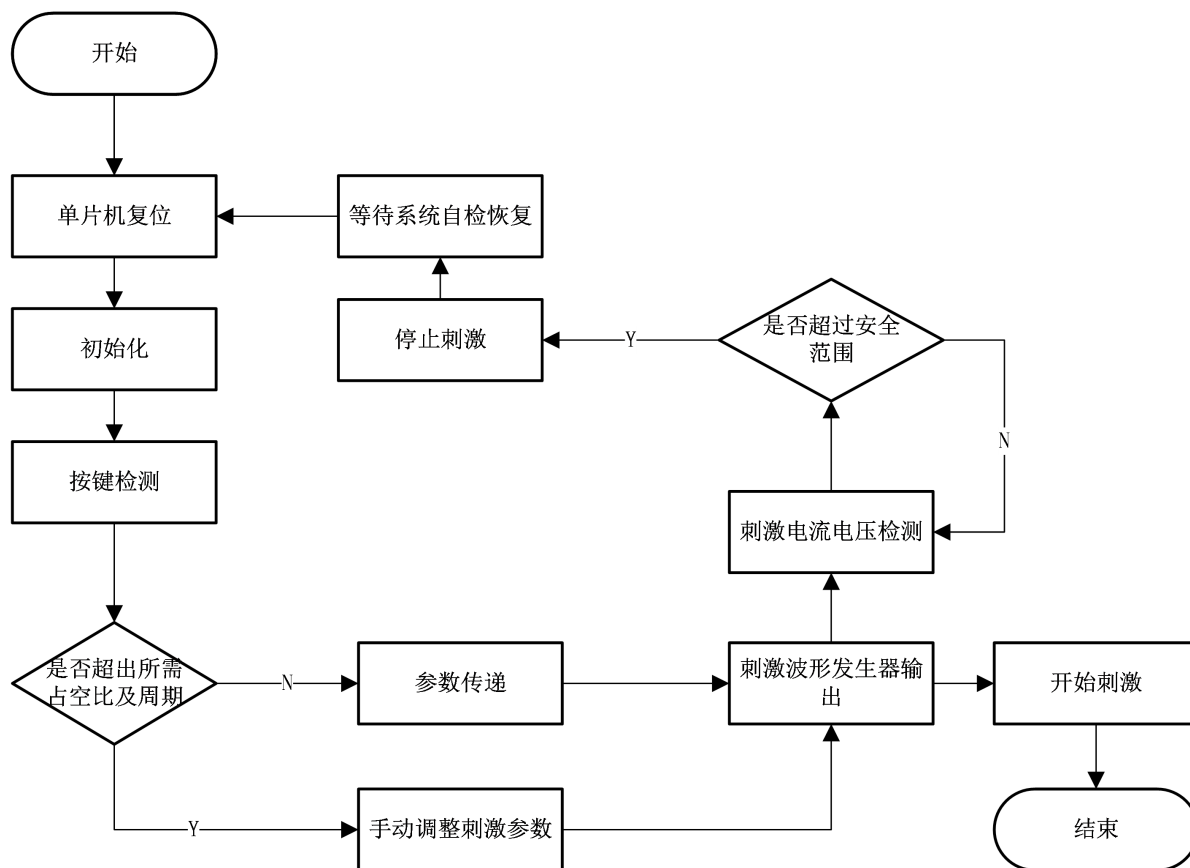 开始
单片机复位
等待系统自检恢复
初始化
停止刺激
Y
是否超过安全
范围
N
按键检测
刺激电流电压检测
是否超出所需
占空比及周期
N
参数传递
刺激波形发生器输
出
开始刺激
Y
手动调整刺激参数
结束